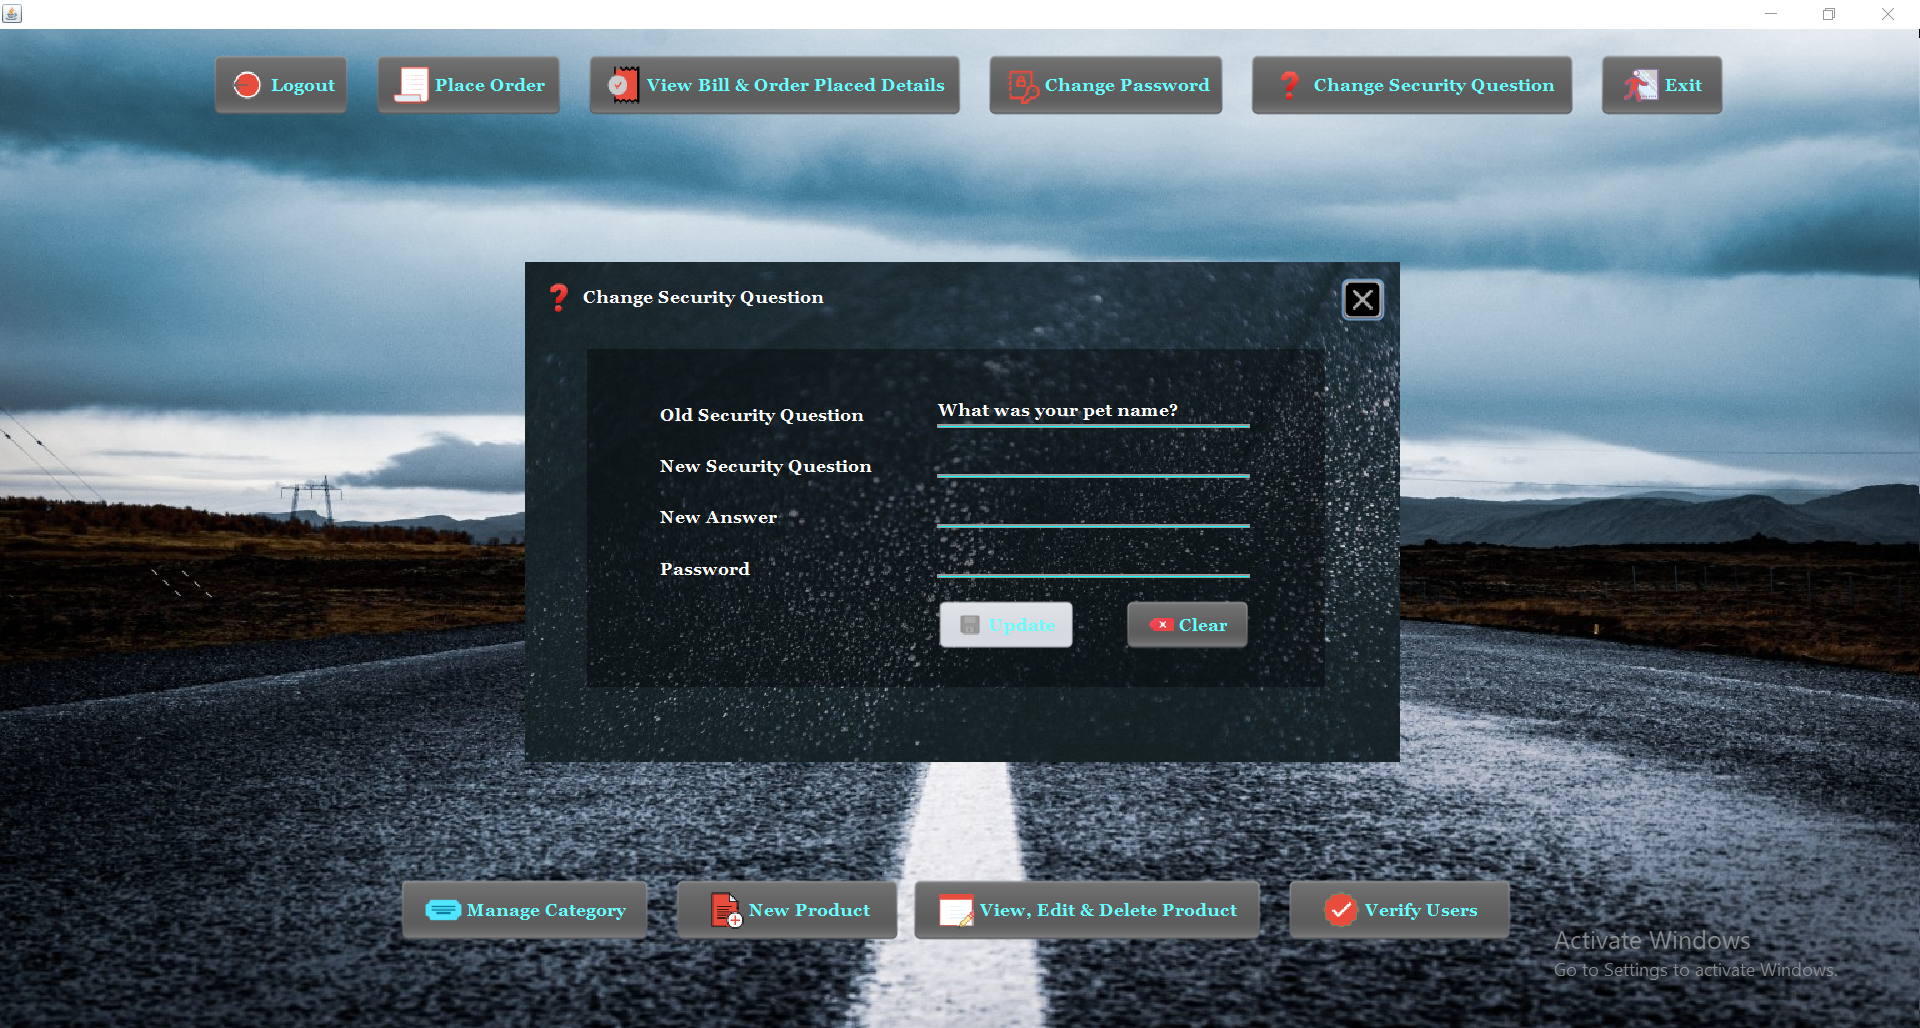 Logout
Place Order
View Bill & Order Placed Details
Change Password
Change Security Question
Exit
Change Security Question
Old Security Question
What was your pet name?
New Security Question
New Answer
Password
Update
Clear
Manage Category
New Product
View, Edit & Delete Product
Verify Users
Activate Windows
Go to Settings to activate Windows.